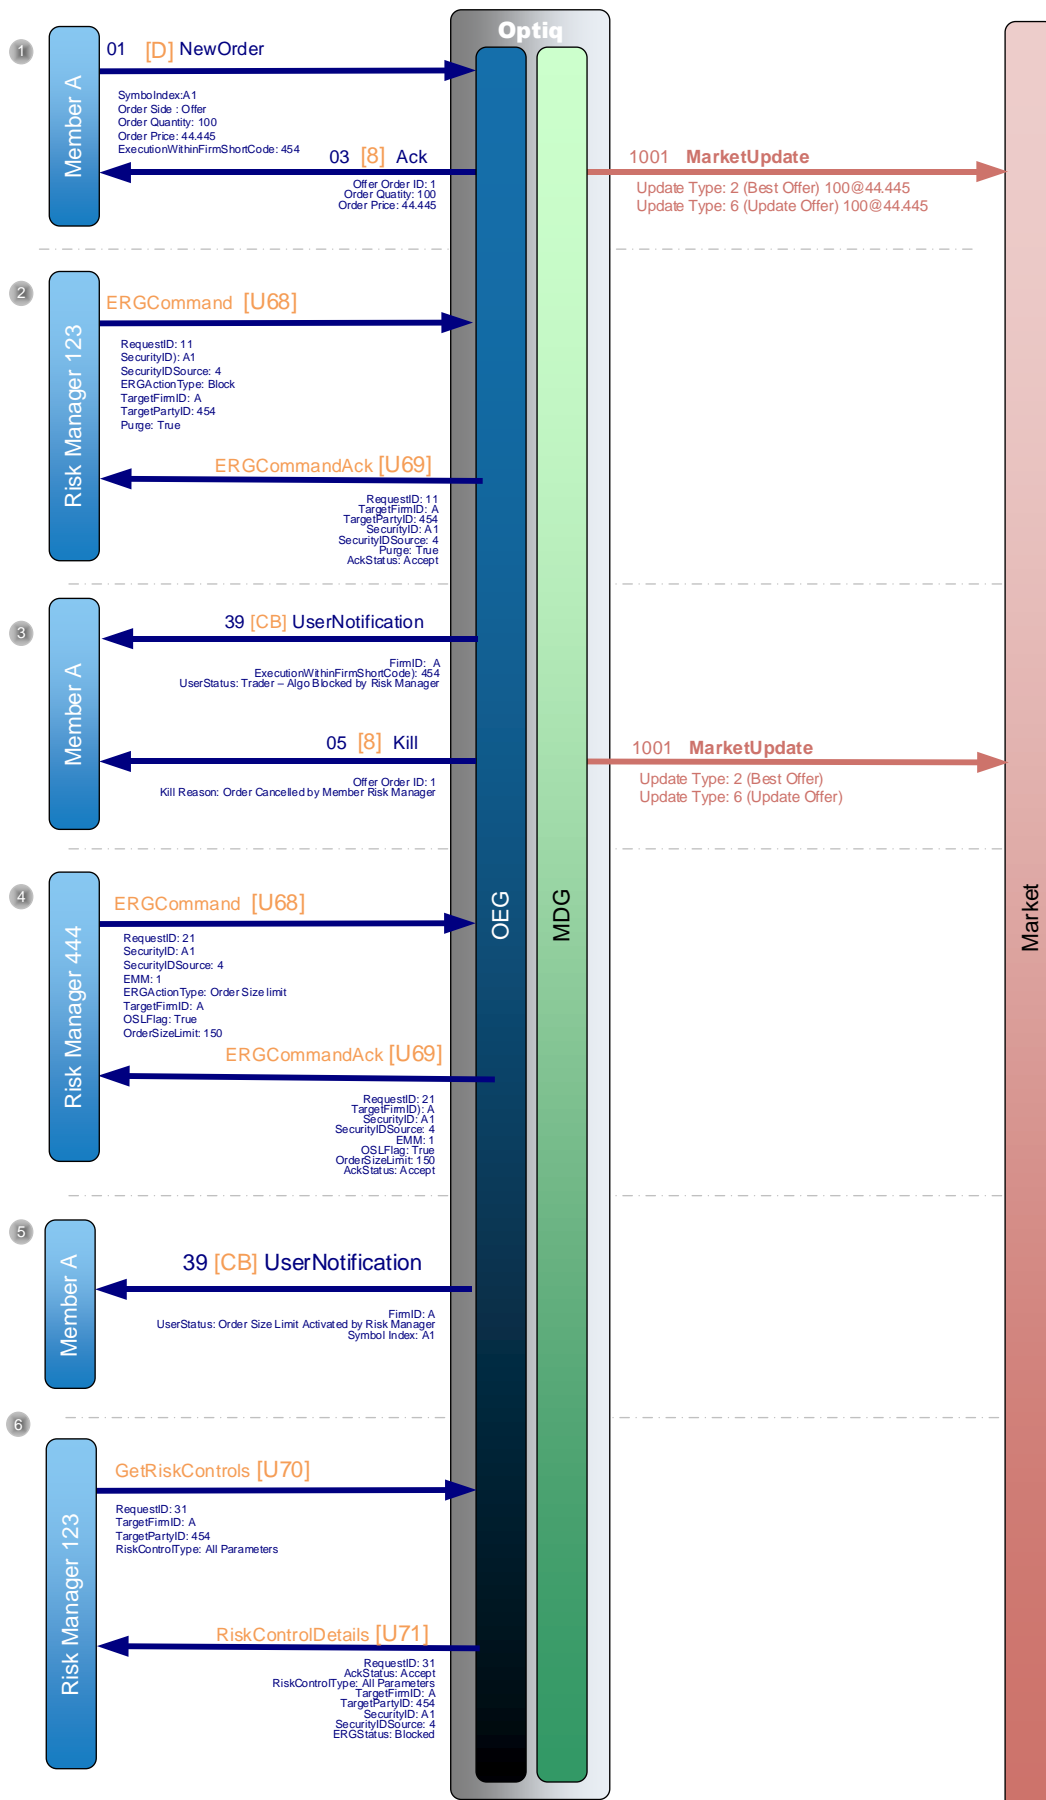 Optiq
1
Member A
01 [D] NewOrder
SymbolIndex:A1
Order Side : Offer
Order Quantity: 100
Order Price: 44.445
ExecutionWithinFirmShortCode: 454
03 [8] Ack
Offer Order ID: 1
Order Quatity: 100
Order Price: 44.445
1001 MarketUpdate
Update Type: 2 (Best Offer) 100@44.445
Update Type: 6 (Update Offer) 100@44.445
2
Risk Manager 123
ERGCommand [U68]
RequestID: 11
SecurityID): A1
SecurityIDSource: 4
ERGActionType: Block
TargetFirmID: A
TargetPartyID: 454
Purge: True
ERGCommandAck [U69]
RequestID: 11
TargetFirmID: A
TargetPartyID: 454
SecurityID: A1
SecurityIDSource: 4
Purge: True
AckStatus: Accept
3
Member A
39 [CB] UserNotification
FirmID: A
ExecutionWithinFirmShortCode): 454
UserStatus: Trader – Algo Blocked by Risk Manager
05 [8] Kill
Offer Order ID: 1
Kill Reason: Order Cancelled by Member Risk Manager
1001 MarketUpdate
Update Type: 2 (Best Offer)
Update Type: 6 (Update Offer)
4
Risk Manager 444
ERGCommand [U68]
RequestID: 21
SecurityID: A1
SecurityIDSource: 4
EMM: 1
ERGActionType: Order Size limit
TargetFirmID: A
OSLFlag: True
OrderSizeLimit: 150
ERGCommandAck [U69]
RequestID: 21
TargetFirmID): A
SecurityID: A1
SecurityIDSource: 4
EMM: 1
OSLFlag: True
OrderSizeLimit: 150
AckStatus: Accept
OEG
MDG
Market
5
Member A
39 [CB] UserNotification
FirmID: A
UserStatus: Order Size Limit Activated by Risk Manager
Symbol Index: A1
6
Risk Manager 123
GetRiskControls [U70]
RequestID: 31
TargetFirmID: A
TargetPartyID: 454
RiskControlType: All Parameters
RiskControlDetails [U71]
RequestID: 31
AckStatus: Accept
RiskControlType: All Parameters
TargetFirmID: A
TargetPartyID: 454
SecurityID: A1
SecurityIDSource: 4
ERGStatus: Blocked